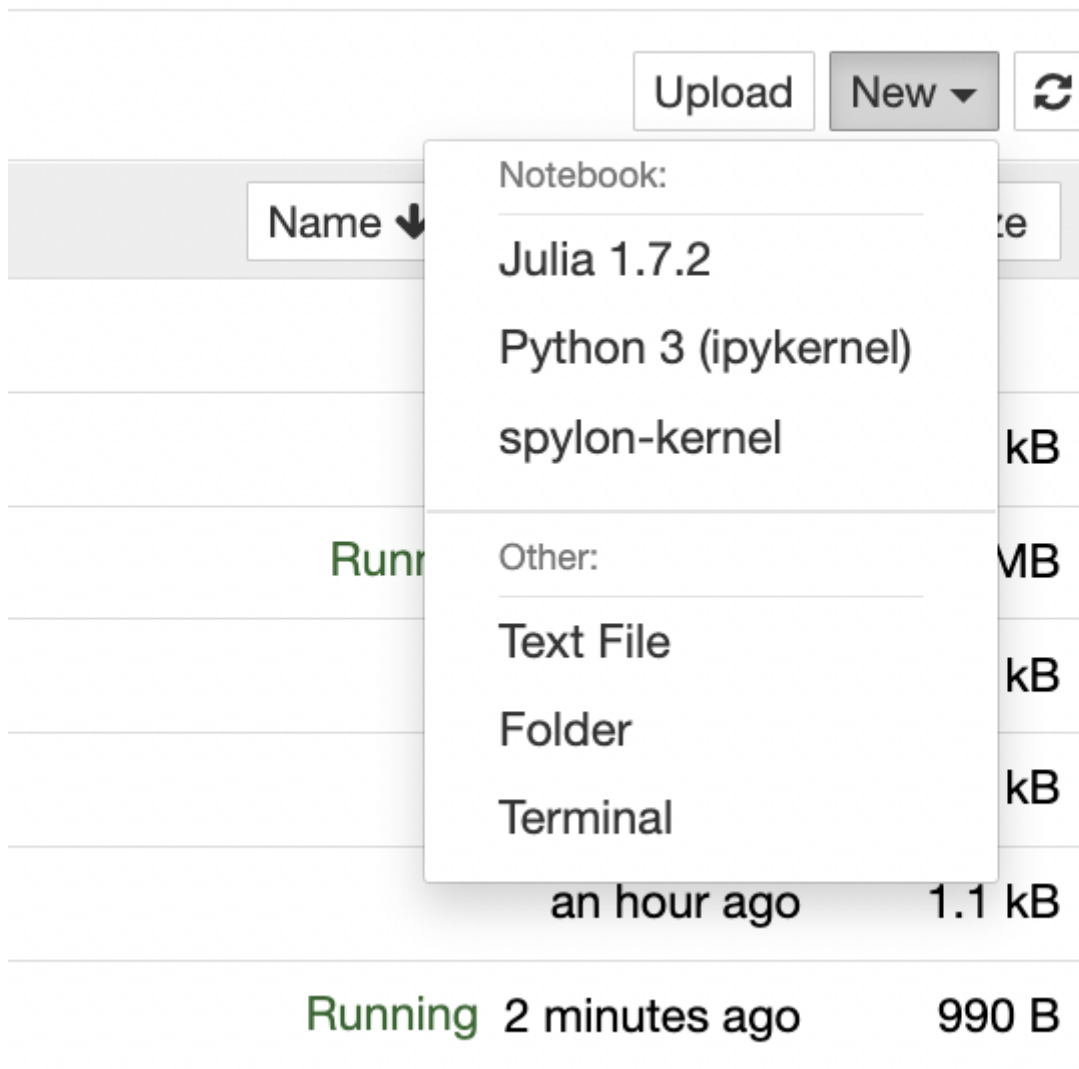 Upload New
Notebook:
Name
Julia 1.7.2
Python 3 (ipykernel)
spylon-kernel
kB
Other:
MB
Text File
kB
Folder
kB
Terminal
an hour ago 1.1 kB
Running 2 minutes ago 990 B